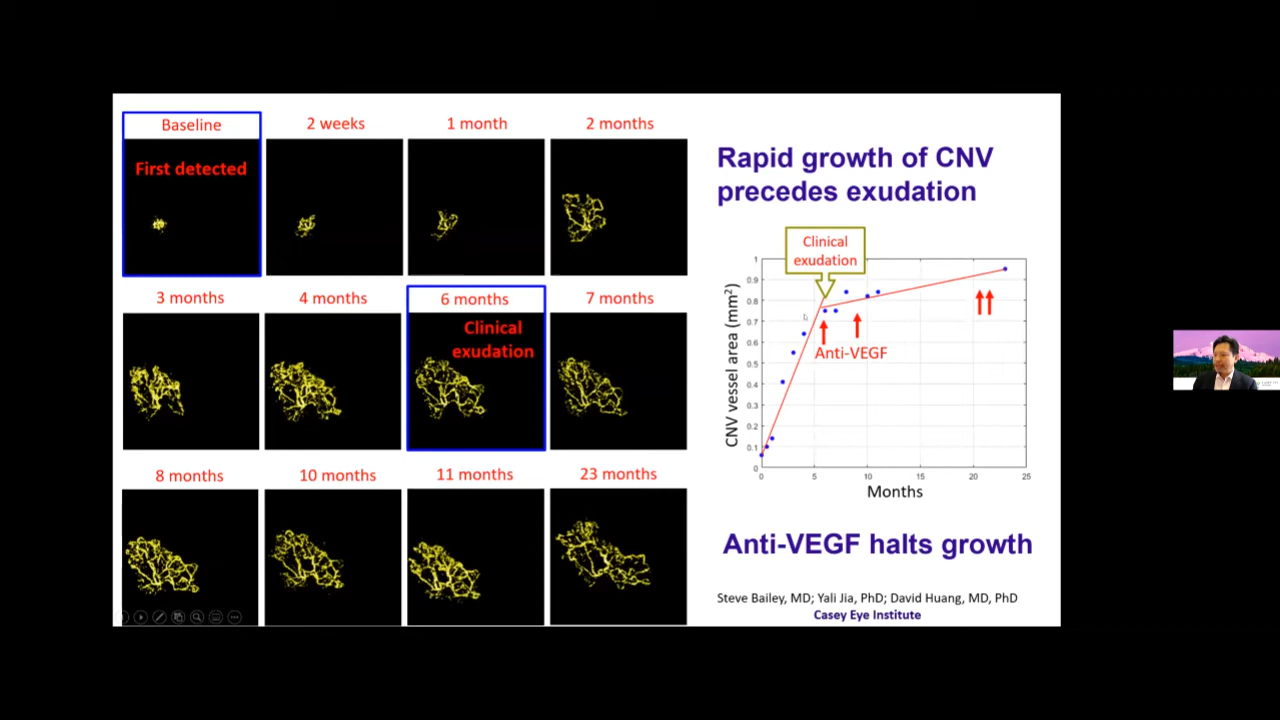 Baseline
2 weeks
1 month
2 months
First detected
3 months
4 months
6 months
7 months
Clinical
exudation
8 months
10 months
11 months
23 months
Rapid growth of CNV
precedes exudation
Clinical
exudation
1
0.9
0.8
0.7
0.6
0.5
0.4
0.3
0.2
0.1
0
CNV vessel area (mm²)
Anti-VEGF
0 5 10 15 20 25
Months
Anti-VEGF halts growth
Steve Bailey, MD; Yali Jia, PhD; David Huang, MD, PhD
Casey Eye Institute